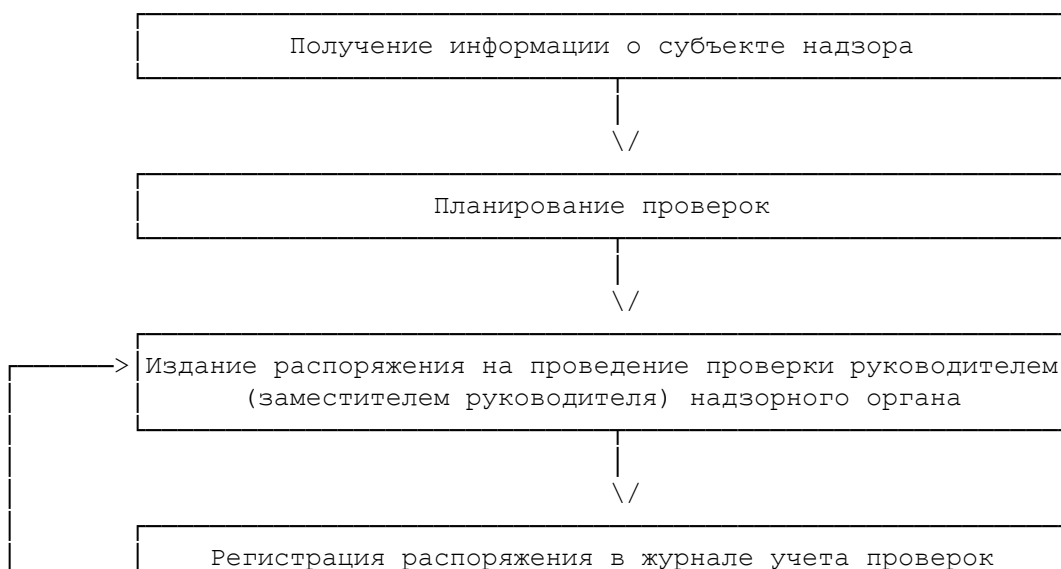 Получение информации о субъекте надзора
Планирование проверок
Издание распоряжения на проведение проверки руководителем
(заместителем руководителя) надзорного органа
Регистрация распоряжения в журнале учета проверок